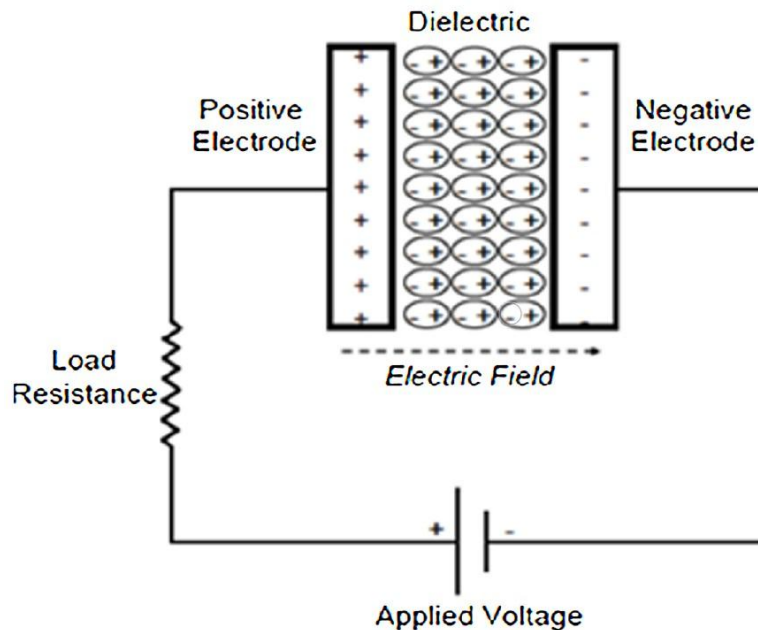 Dielectric
Positive
Electrode
Negative
Electrode
Load
Resistance
Electric Field
+ -
Applied Voltage